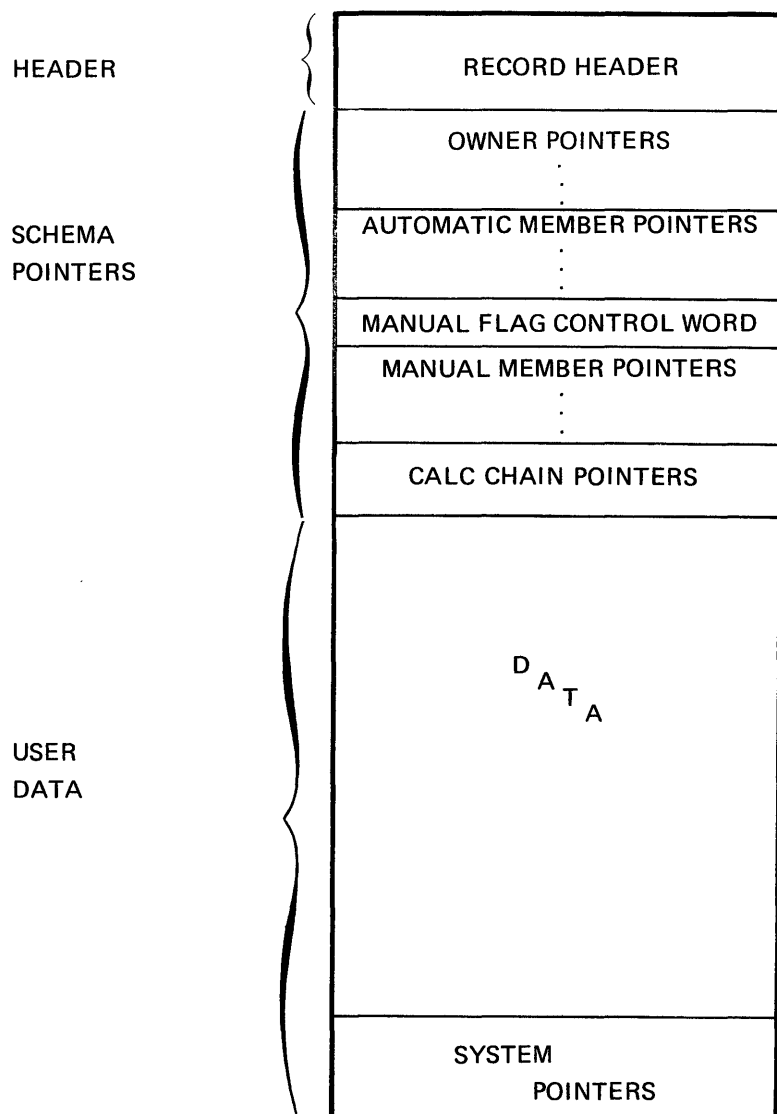 HEADER
RECORD HEADER
OWNER POINTERS
AUTOMATIC MEMBER POINTERS
SCHEMA
POINTERS
MANUAL FLAG CONTROL WORD
MANUAL MEMBER POINTERS
CALC CHAIN POINTERS
DATA
USER
DATA
SYSTEM
POINTERS